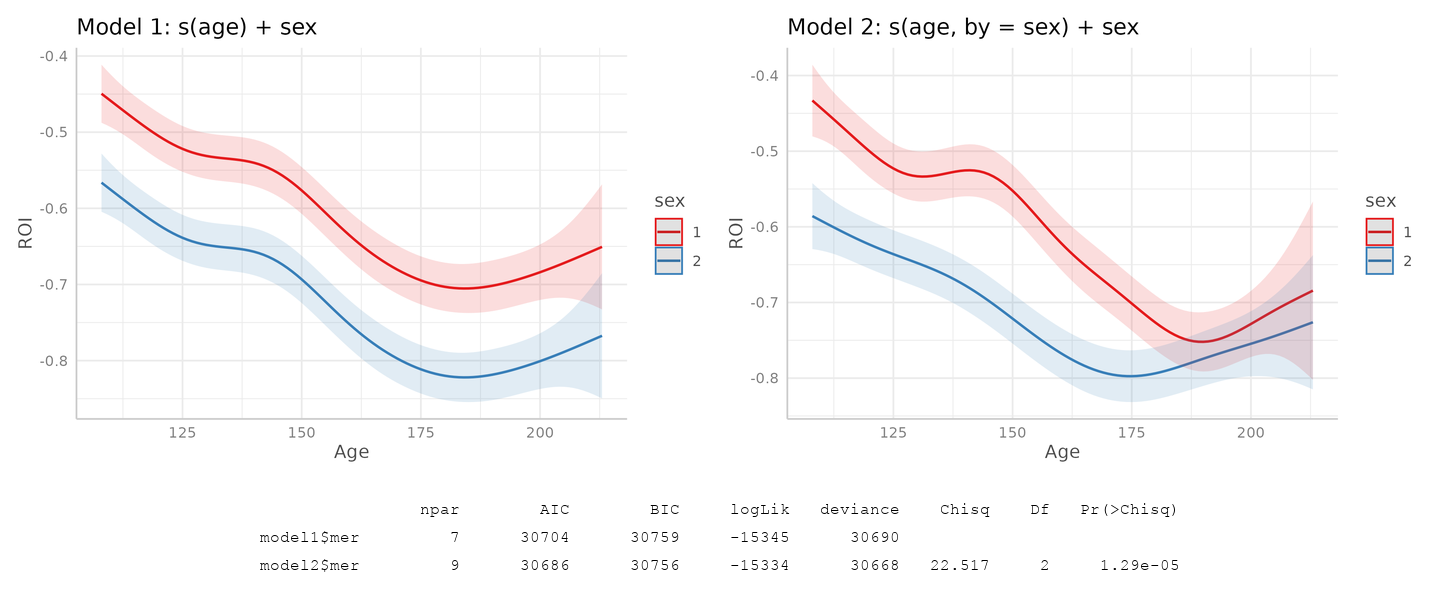 Model 1: s(age) + sex
-0.4
-0.5
-0.6
-0.7
-0.8
ROI
125 150 175 200
Age
sex
1
2
Model 2: s(age, by = sex) + sex
-0.4
-0.5
-0.6
-0.7
-0.8
ROI
125 150 175 200
Age
sex
1
2
npar AIC BIC logLik deviance Chisq Df Pr(>Chisq)
model1$mer 7 30704 30759 -15345 30690
model2$mer 9 30686 30756 -15334 30668 22.517 2 1.29e-05